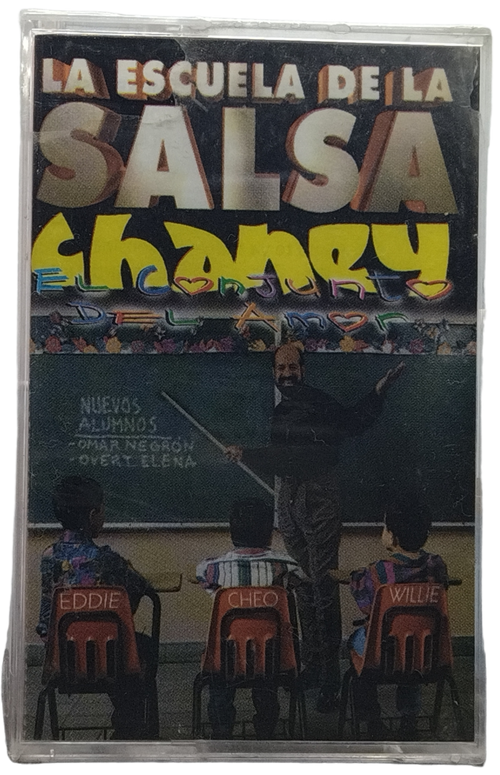 LA ESCUELA DE LA
SALSA
Chaney
EL Conjunto
DEL Amor
NUEVOS
ALUMNOS
-OMAR NEGRÓN
-OVERT ELENA
EDDIE
CHEO
WILLIE